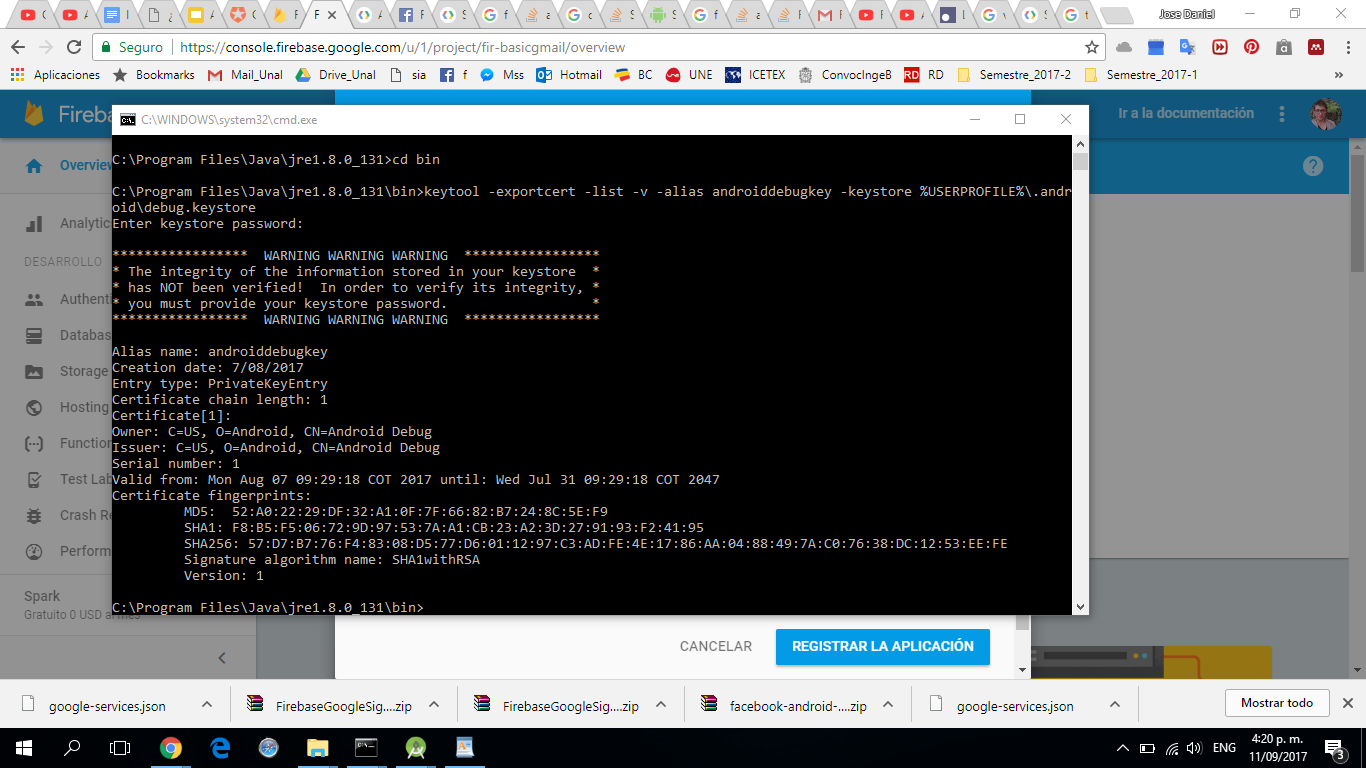 Jose Daniel
Seguro
https://console.firebase.google.com/u/1/project/fir-basicgmail/overview
Aplicaciones Bookmarks Mail_Unal Drive_Unal sia f Mss Hotmail BC UNE ICETEX ConvocIngeB RD RD Semestre_2017-2 Semestre_2017-1 »
Ir a la documentación
C:\WINDOWS\system32\cmd.exe
C:\Program Files\Java\jre1.8.0_131>cd bin
C:\Program Files\Java\jre1.8.0_131\bin>keytool -exportcert -list -v -alias androiddebugkey -keystore %USERPROFILE%\.andr
oid\debug.keystore
Enter keystore password:
*****************  WARNING WARNING WARNING  *****************
* The integrity of the information stored in your keystore  *
* has NOT been verified!  In order to verify its integrity, *
* you must provide your keystore password.                  *
*****************  WARNING WARNING WARNING  *****************
Alias name: androiddebugkey
Creation date: 7/08/2017
Entry type: PrivateKeyEntry
Certificate chain length: 1
Certificate[1]:
Owner: C=US, O=Android, CN=Android Debug
Issuer: C=US, O=Android, CN=Android Debug
Serial number: 1
Valid from: Mon Aug 07 09:29:18 COT 2017 until: Wed Jul 31 09:29:18 COT 2047
Certificate fingerprints:
MD5:  52:A0:22:29:DF:32:A1:0F:7F:66:82:B7:24:8C:5E:F9
SHA1: F8:B5:F5:06:72:9D:97:53:7A:A1:CB:23:A2:3D:27:91:93:F2:41:95
SHA256: 57:D7:B7:76:F4:83:08:D5:77:D6:01:12:97:C3:AD:FE:4E:17:86:AA:04:88:49:7A:C0:76:38:DC:12:53:EE:FE
Signature algorithm name: SHA1withRSA
Version: 1
C:\Program Files\Java\jre1.8.0_131\bin>
Fireba
Overview
Analytic
DESARROLLO
Authenti
Databas
Storage
Hosting
Function
Test Lab
Crash Re
Perform
Spark
Gratuito 0 USD al mes
CANCELAR
REGISTRAR LA APLICACIÓN
google-services.json
FirebaseGoogleSig....zip
FirebaseGoogleSig....zip
facebook-android-....zip
google-services.json
Mostrar todo
ENG
4:20 p. m.
11/09/2017
3